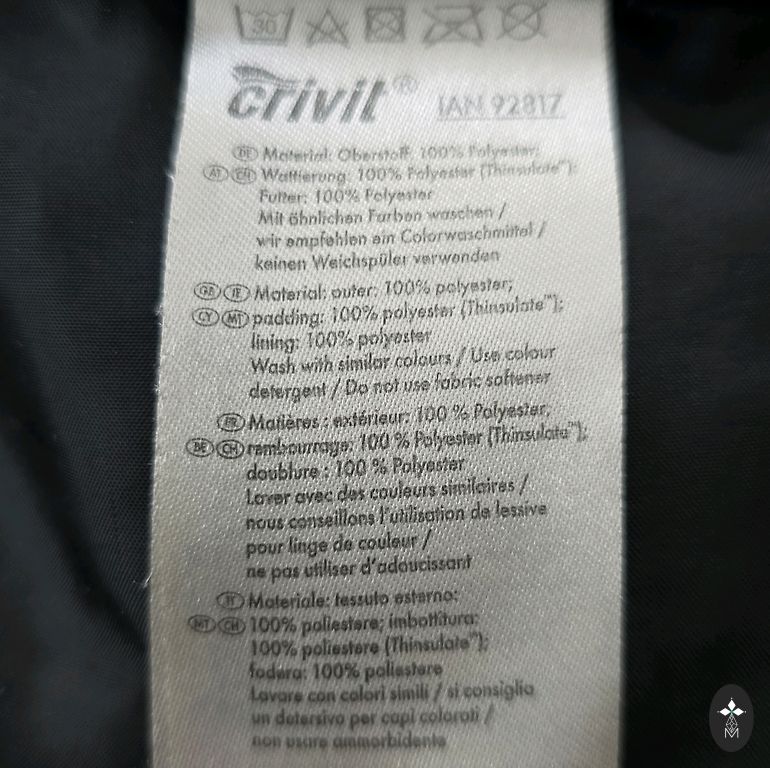 30
crivit® IAN 92817
DE Material: Oberstoff: 100% Polyester;
AT CH Wattierung: 100% Polyester (Thinsulate™);
Futter: 100% Polyester
Mit ähnlichen Farben waschen /
wir empfehlen ein Colorwaschmittel /
keinen Weichspüler verwenden
GB IE Material: outer: 100% polyester;
CY MT padding: 100% polyester (Thinsulate™);
lining: 100% polyester
Wash with similar colours / Use colour
detergent / Do not use fabric softener
FR Matières : extérieur: 100 % Polyester;
BE CH rembourrage: 100 % Polyester (Thinsulate™);
doublure : 100 % Polyester
Laver avec des couleurs similaires /
nous conseillons l'utilisation de lessive
pour linge de couleur /
ne pas utiliser d'adoucissant
IT Materiale: tessuto esterno:
MT CH 100% poliestere; imbottitura:
100% poliestere (Thinsulate™);
fodera: 100% poliestere
Lavare con colori simili / si consiglia
un detersivo per capi colorati /
non usare ammorbidente
M